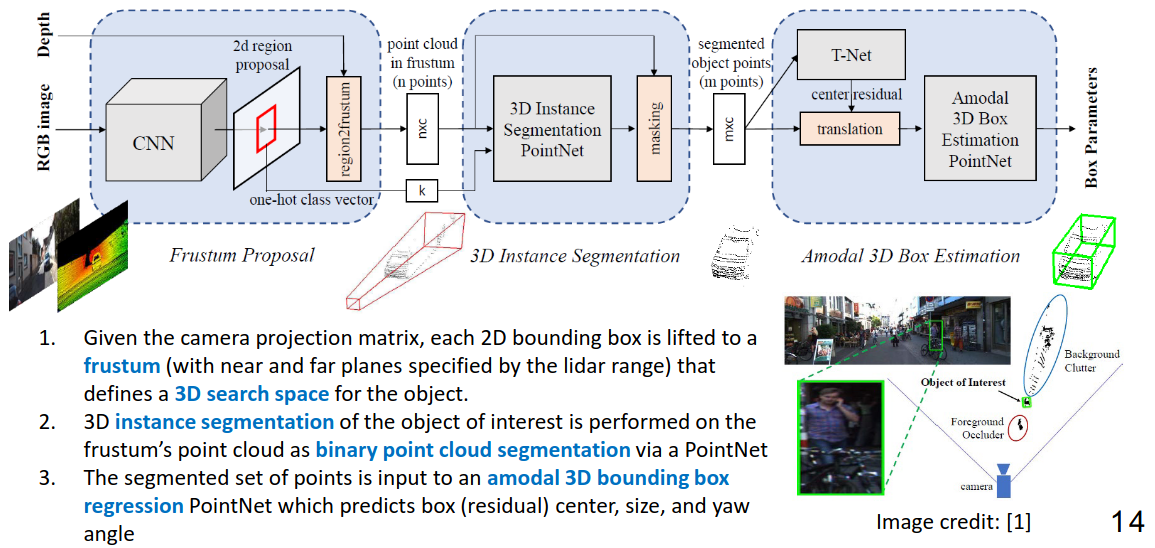 Depth
RGB image
2d region
proposal
CNN
region2frustum
one-hot class vector
Frustum Proposal
point cloud
in frustum
(n points)
nxc
k
3D Instance
Segmentation
PointNet
masking
3D Instance Segmentation
segmented
object points
(m points)
mxc
T-Net
center residual
translation
Amodal
3D Box
Estimation
PointNet
Amodal 3D Box Estimation
Box Parameters
1. Given the camera projection matrix, each 2D bounding box is lifted to a
frustum (with near and far planes specified by the lidar range) that
defines a 3D search space for the object.
2. 3D instance segmentation of the object of interest is performed on the
frustum's point cloud as binary point cloud segmentation via a PointNet
3. The segmented set of points is input to an amodal 3D bounding box
regression PointNet which predicts box (residual) center, size, and yaw
angle
Background
Clutter
Object of Interest
Foreground
Occluder
camera
Image credit: [1]
14